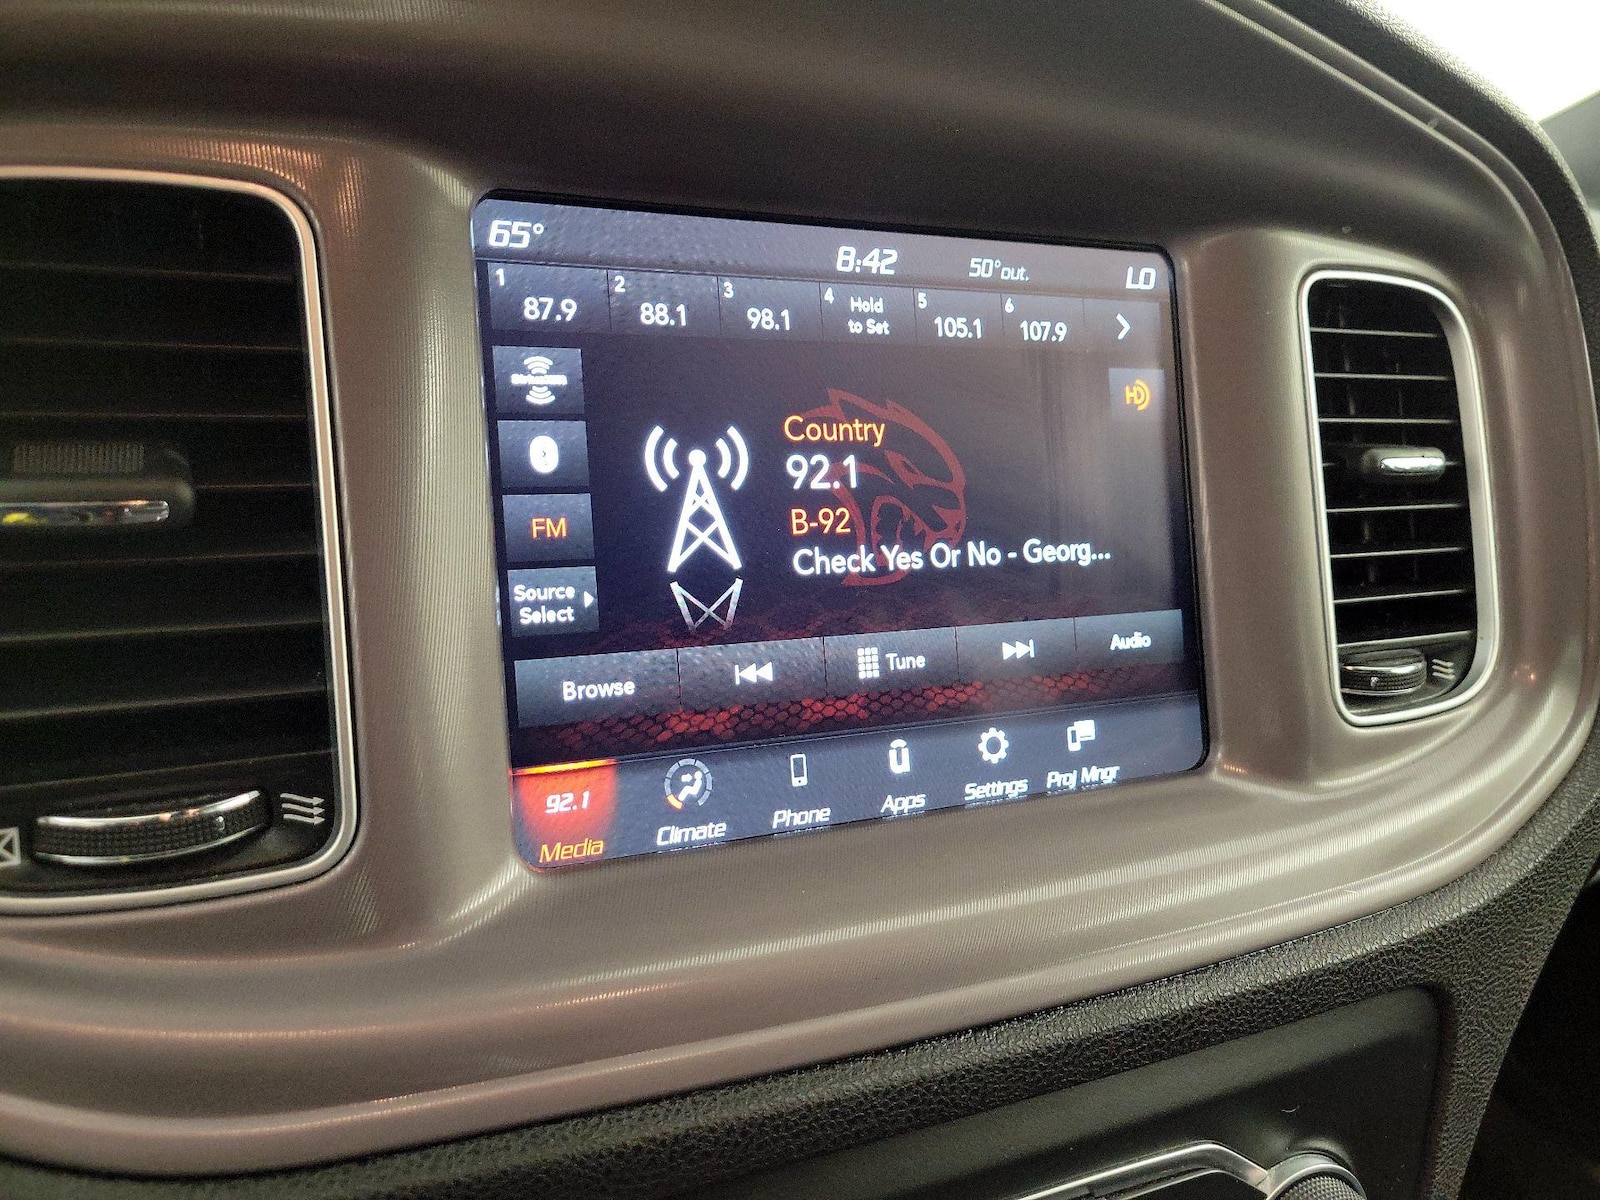 65°
8:42
50°out.
LO
1
87.9
2
88.1
3
98.1
4
Hold
to Set
5
105.1
6
107.9
HD
Country
92.1
B-92
Check Yes Or No - Georg...
FM
Source
Select
Browse
Tune
Audio
92.1
Media
Climate
Phone
Apps
Settings
Proj Mngr